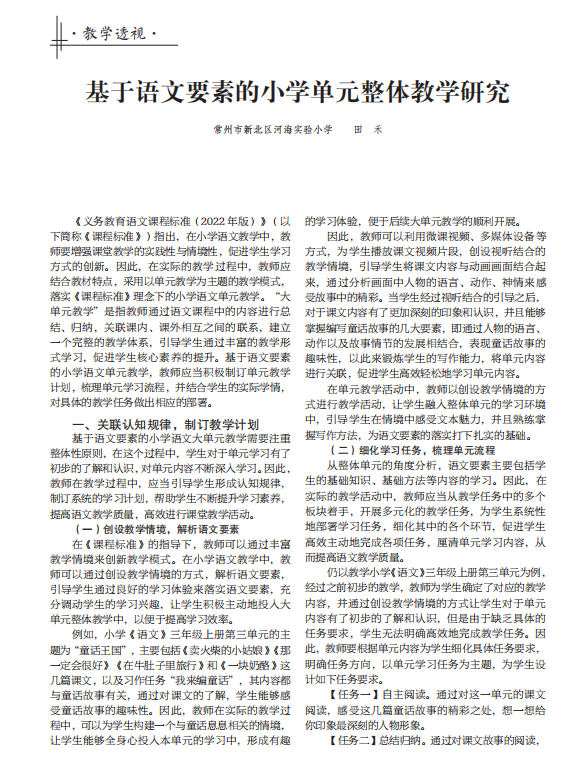 ·教学透视·
基于语文要素的小学单元整体教学研究
常州市新北区河海实验小学 田 禾
《义务教育语文课程标准（2022年版）》（以
下简称《课程标准》）指出，在小学语文教学中，教
师要增强课堂教学的实践性与情境性，促进学生学习
方式的创新。因此，在实际的教学过程中，教师应
结合教材特点，采用以单元教学为主题的教学模式，
落实《课程标准》理念下的小学语文单元教学。“大
单元教学”是指教师通过语文课程中的内容进行总
结、归纳，关联课内、课外相互之间的联系，建立
一个完整的教学体系，引导学生通过丰富的教学形
式学习，促进学生核心素养的提升。基于语文要素
的小学语文单元教学，教师应当积极制订单元教学
计划，梳理单元学习流程，并结合学生的实际学情，
对具体的教学任务做出相应的部署。
一、关联认知规律，制订教学计划
基于语文要素的小学语文大单元教学需要注重
整体性原则，在这个过程中，学生对于单元学习有了
初步的了解和认识，对单元内容不断深入学习。因此，
教师在教学过程中，应当引导学生形成认知规律，
制订系统的学习计划，帮助学生不断提升学习素养，
提高语文教学质量，高效进行课堂教学活动。
（一）创设教学情境，解析语文要素
在《课程标准》的指导下，教师可以通过丰富
教学情境来创新教学模式。在小学语文教学中，教
师可以通过创设教学情境的方式，解析语文要素，
引导学生通过良好的学习体验来落实语文要素，充
分调动学生的学习兴趣，让学生积极主动地投入大
单元整体教学中，以便于提高学习效率。
例如，小学《语文》三年级上册第三单元的主
题为“童话王国”，主要包括《卖火柴的小姑娘》《那
一定会很好》《在牛肚子里旅行》和《一块奶酪》这
几篇课文，以及习作任务“我来编童话”，其内容都
与童话故事有关，通过对课文的了解，学生能够感
受童话故事的趣味性。因此，教师在实际的教学过
程中，可以为学生构建一个与童话息息相关的情境，
让学生能够全身心投入本单元的学习中，形成有趣
的学习体验，便于后续大单元教学的顺利开展。
因此，教师可以利用微课视频、多媒体设备等
方式，为学生播放课文视频片段，创设视听结合的
教学情境，引导学生将课文内容与动画画面结合起
来，通过分析画面中人物的语言、动作、神情来感
受故事中的精彩。当学生经过视听结合的引导之后，
对于课文内容有了更加深刻的印象和认识，并且能够
掌握编写童话故事的几大要素，即通过人物的语言、
动作以及故事情节的发展相结合，表现童话故事的
趣味性，以此来锻炼学生的写作能力，将单元内容
进行关联，促进学生高效轻松地学习单元内容。
在单元教学活动中，教师以创设教学情境的方
式进行教学活动，让学生融入整体单元的学习环境
中，引导学生在情境中感受文本魅力，并且熟练掌
握写作方法，为语文要素的落实打下扎实的基础。
（二）细化学习任务，梳理单元流程
从整体单元的角度分析，语文要素主要包括学
生的基础知识、基础方法等内容的学习。因此，在
实际的教学活动中，教师应当从教学任务中的多个
板块着手，开展多元化的教学任务，为学生系统性
地部署学习任务，细化其中的各个环节，促进学生
高效主动地完成各项任务，厘清单元学习内容，从
而提高语文教学质量。
仍以教学小学《语文》三年级上册第三单元为例，
经过之前初步的教学，教师为学生确定了对应的教学
内容，并通过创设教学情境的方式让学生对于单元
内容有了初步的了解和认识，但是由于缺乏具体的
任务要求，学生无法明确高效地完成教学任务。因
此，教师要根据单元内容为学生细化具体任务要求，
明确任务方向，以单元学习任务为主题，为学生设
计如下任务要求。
【任务一】自主阅读。通过对这一单元的课文
阅读，感受这几篇童话故事的精彩之处，想一想给
你印象最深刻的人物形象。
【任务二】总结归纳。通过对课文故事的阅读，